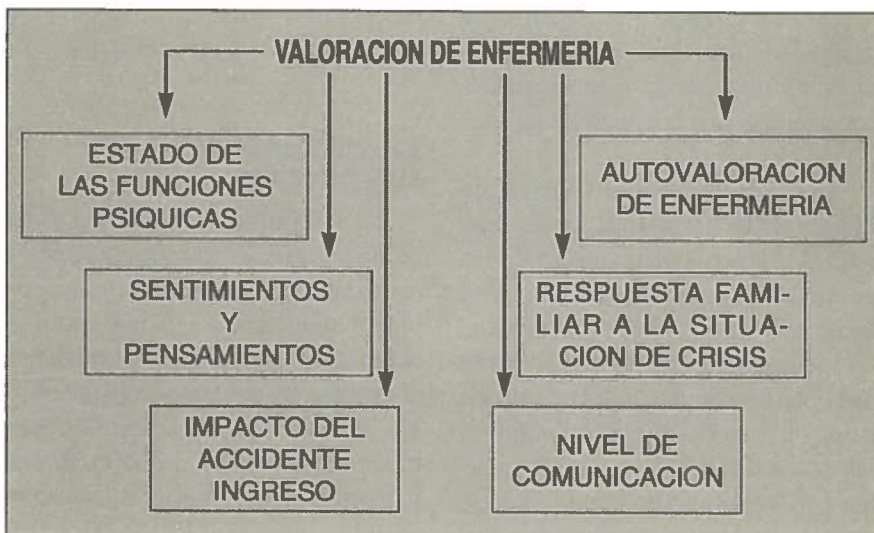 VALORACION DE ENFERMERIA
ESTADO DE
LAS FUNCIONES
PSIQUICAS
AUTOVALORACION
DE ENFERMERIA
SENTIMIENTOS
Y
PENSAMIENTOS
RESPUESTA FAMI-
LIAR A LA SITUA-
CION DE CRISIS
IMPACTO DEL
ACCIDENTE
INGRESO
NIVEL DE
COMUNICACION